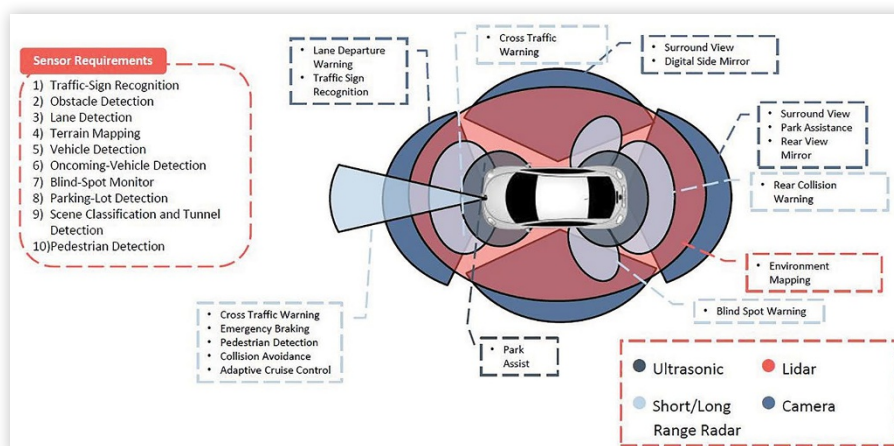 Sensor Requirements
1) Traffic-Sign Recognition
2) Obstacle Detection
3) Lane Detection
4) Terrain Mapping
5) Vehicle Detection
6) Oncoming-Vehicle Detection
7) Blind-Spot Monitor
8) Parking-Lot Detection
9) Scene Classification and Tunnel
Detection
10)Pedestrian Detection
• Lane Departure
Warning
• Traffic Sign
Recognition
• Cross Traffic
Warning
• Surround View
• Digital Side Mirror
• Surround View
• Park Assistance
• Rear View
Mirror
• Rear Collision
Warning
• Environment
Mapping
• Blind Spot Warning
• Cross Traffic Warning
• Emergency Braking
• Pedestrian Detection
• Collision Avoidance
• Adaptive Cruise Control
• Park
Assist
Ultrasonic
Lidar
Short/Long
Range Radar
Camera